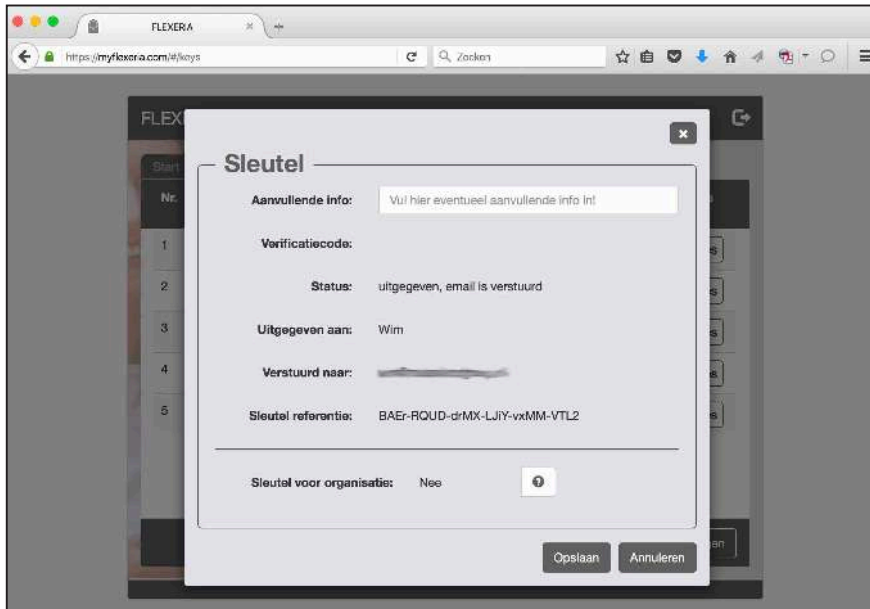 FLEXERIA
https://myflexeria.com/#/keys
Zoeken
FLEX
Start
Nr.
1
2
3
4
5
Sleutel
Aanvullende info:
Vul hier eventueel aanvullende info in!
Verificatiecode:
Status:
uitgegeven, email is verstuurd
Uitgegeven aan:
Wim
Verstuurd naar:
Sleutel referentie:
BAEr-RQUD-drMX-LJiY-vxMM-VTL2
Sleutel voor organisatie:
Nee
Opslaan
Annuleren